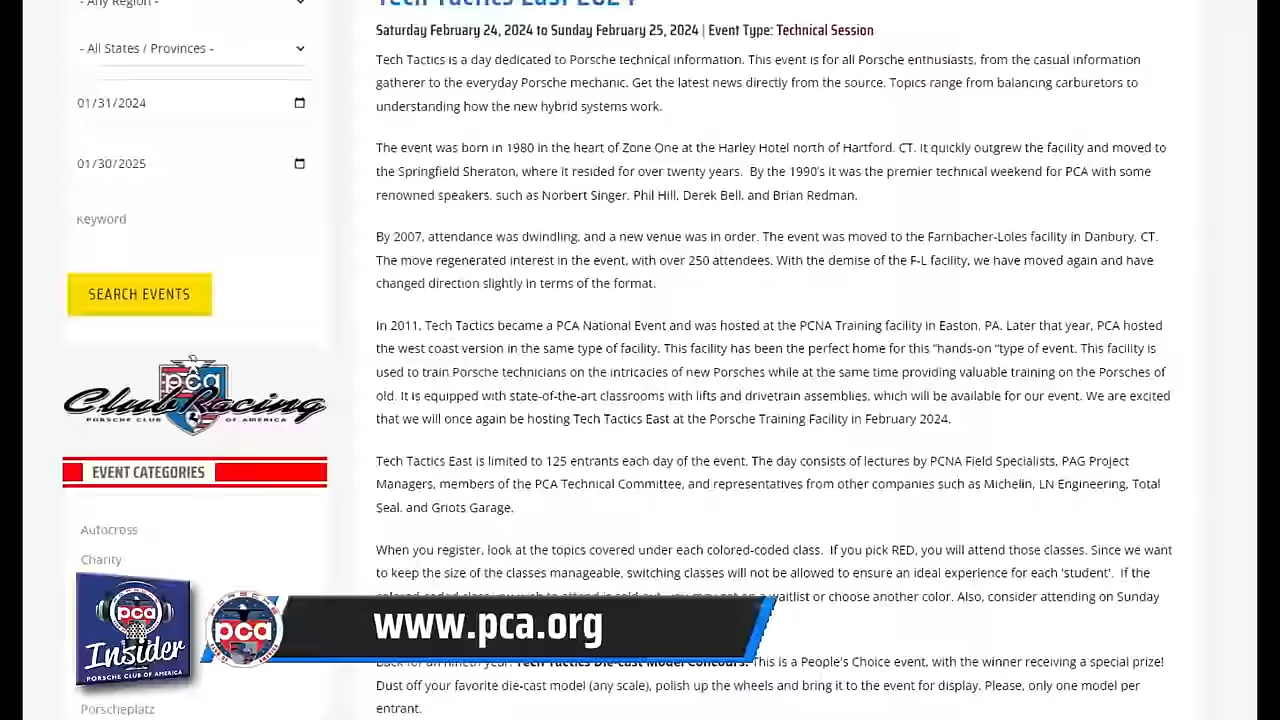 - Any Region -
- All States / Provinces -
01/31/2024
01/30/2025
Keyword
SEARCH EVENTS
pca
Club Racing
PORSCHE CLUB OF AMERICA
EVENT CATEGORIES
Autocross
Charity
Porscheplatz
Tech Tactics East 2024
Saturday February 24, 2024 to Sunday February 25, 2024 | Event Type: Technical Session
Tech Tactics is a day dedicated to Porsche technical information. This event is for all Porsche enthusiasts, from the casual information
gatherer to the everyday Porsche mechanic. Get the latest news directly from the source. Topics range from balancing carburetors to
understanding how the new hybrid systems work.
The event was born in 1980 in the heart of Zone One at the Harley Hotel north of Hartford, CT. It quickly outgrew the facility and moved to
the Springfield Sheraton, where it resided for over twenty years. By the 1990's it was the premier technical weekend for PCA with some
renowned speakers, such as Norbert Singer, Phil Hill, Derek Bell, and Brian Redman.
By 2007, attendance was dwindling, and a new venue was in order. The event was moved to the Farnbacher-Loles facility in Danbury, CT.
The move regenerated interest in the event, with over 250 attendees. With the demise of the F-L facility, we have moved again and have
changed direction slightly in terms of the format.
In 2011, Tech Tactics became a PCA National Event and was hosted at the PCNA Training facility in Easton, PA. Later that year, PCA hosted
the west coast version in the same type of facility. This facility has been the perfect home for this "hands-on "type of event. This facility is
used to train Porsche technicians on the intricacies of new Porsches while at the same time providing valuable training on the Porsches of
old. It is equipped with state-of-the-art classrooms with lifts and drivetrain assemblies, which will be available for our event. We are excited
that we will once again be hosting Tech Tactics East at the Porsche Training Facility in February 2024.
Tech Tactics East is limited to 125 entrants each day of the event. The day consists of lectures by PCNA Field Specialists, PAG Project
Managers, members of the PCA Technical Committee, and representatives from other companies such as Michelin, LN Engineering, Total
Seal, and Griots Garage.
When you register, look at the topics covered under each colored-coded class. If you pick RED, you will attend those classes. Since we want
to keep the size of the classes manageable, switching classes will not be allowed to ensure an ideal experience for each 'student'. If the
waitlist or choose another color. Also, consider attending on Sunday
Back for an ninth year, Tech Tactics Die-cast Model Concours. This is a People's Choice event, with the winner receiving a special prize!
Dust off your favorite die-cast model (any scale), polish up the wheels and bring it to the event for display. Please, only one model per
entrant.
pca
Insider
PORSCHE CLUB OF AMERICA
PORSCHE
pca
www.pca.org